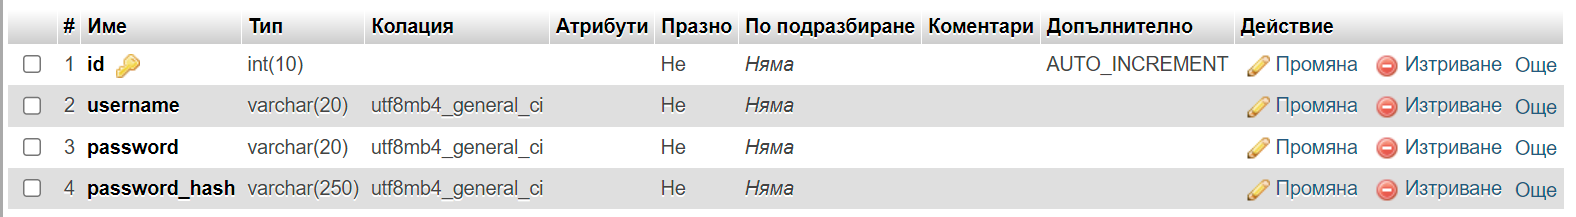 # Име Тип Колация Атрибути Празно По подразбиране Коментари Допълнително Действие
1 id int(10) Не Няма AUTO_INCREMENT Промяна Изтриване Още
2 username varchar(20) utf8mb4_general_ci Не Няма Промяна Изтриване Още
3 password varchar(20) utf8mb4_general_ci Не Няма Промяна Изтриване Още
4 password_hash varchar(250) utf8mb4_general_ci Не Няма Промяна Изтриване Още